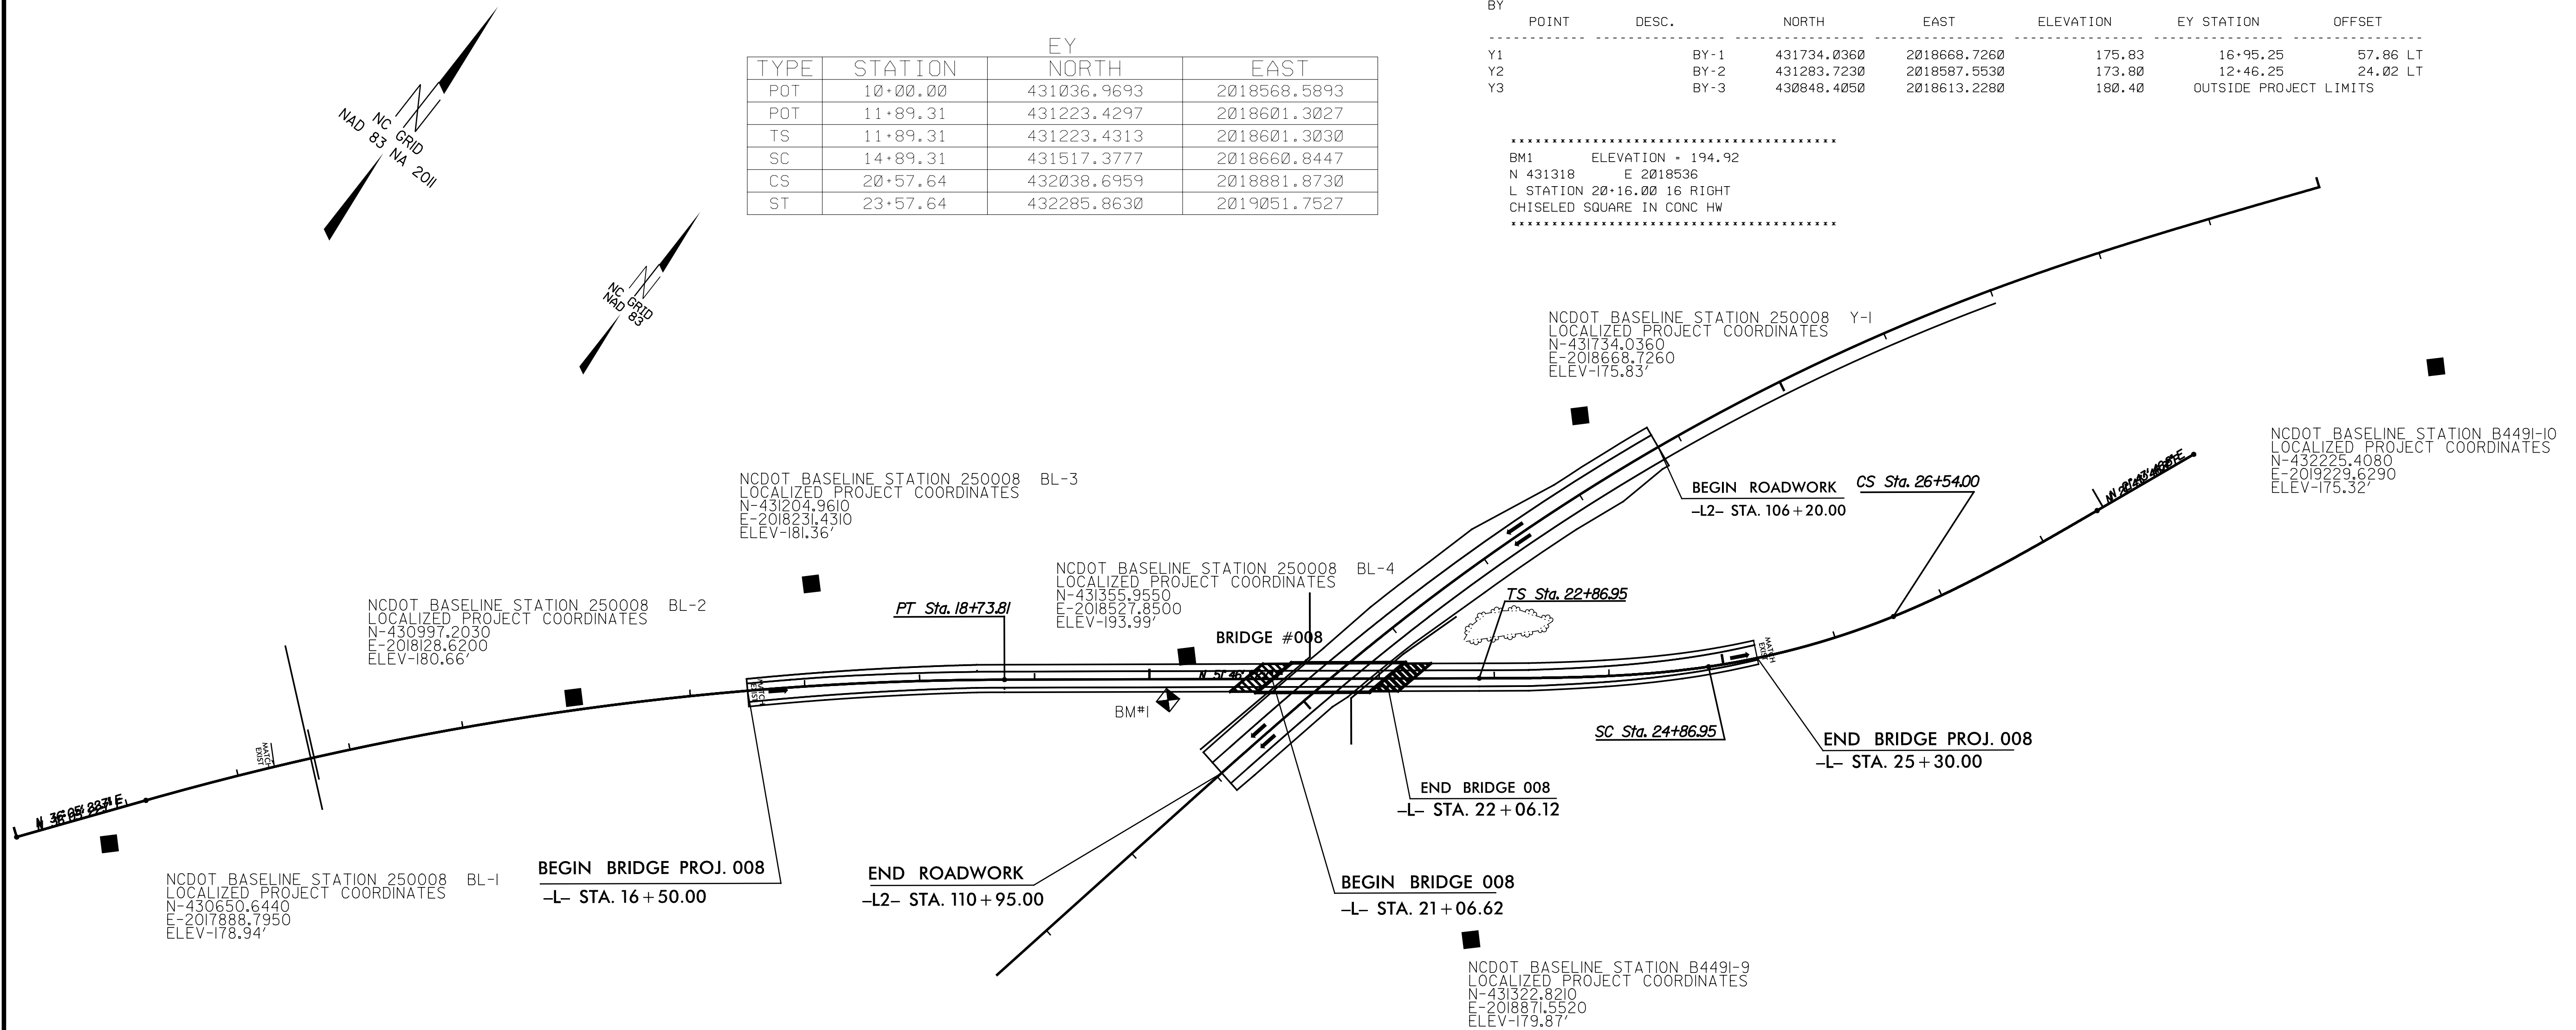 BY
POINT DESC. NORTH EAST ELEVATION EY STATION OFFSET
Y1 BY-1 431734.0360 2018668.7260 175.83 16+95.25 57.86 LT
Y2 BY-2 431283.7230 2018587.5530 173.80 12+46.25 24.02 LT
Y3 BY-3 430848.4050 2018613.2280 180.40 OUTSIDE PROJECT LIMITS
EY
TYPE STATION NORTH EAST
POT 10+00.00 431036.9693 2018568.5893
POT 11+89.31 431223.4297 2018601.3027
TS 11+89.31 431223.4313 2018601.3030
SC 14+89.31 431517.3777 2018660.8447
CS 20+57.64 432038.6959 2018881.8730
ST 23+57.64 432285.8630 2019051.7527
NC GRID
NAD 83 NA 2011
NC GRID
NAD 83
BM1 ELEVATION = 194.92
N 431318 E 2018536
L STATION 20+16.00 16 RIGHT
CHISELED SQUARE IN CONC HW
NCDOT BASELINE STATION 250008 Y-1
LOCALIZED PROJECT COORDINATES
N-431734.0360
E-2018668.7260
ELEV-175.83'
NCDOT BASELINE STATION B4491-10
LOCALIZED PROJECT COORDINATES
N-432225.4080
E-2019229.6290
ELEV-175.32'
NCDOT BASELINE STATION 250008 BL-3
LOCALIZED PROJECT COORDINATES
N-431204.9610
E-2018231.4310
ELEV-181.36'
BEGIN ROADWORK
-L2- STA. 106+20.00
CS Sta. 26+54.00
NCDOT BASELINE STATION 250008 BL-4
LOCALIZED PROJECT COORDINATES
N-431355.9550
E-2018527.8500
ELEV-193.99'
NCDOT BASELINE STATION 250008 BL-2
LOCALIZED PROJECT COORDINATES
N-430997.2030
E-2018128.6200
ELEV-180.66'
PT Sta. 18+73.81
TS Sta. 22+86.95
BRIDGE #008
N 51° 46'
MATCH
EXIST
MATCH
EXIST
MATCH
EXIST
BM#1
SC Sta. 24+86.95
END BRIDGE PROJ. 008
-L- STA. 25+30.00
END BRIDGE 008
-L- STA. 22+06.12
BEGIN BRIDGE PROJ. 008
-L- STA. 16+50.00
END ROADWORK
-L2- STA. 110+95.00
BEGIN BRIDGE 008
-L- STA. 21+06.62
NCDOT BASELINE STATION 250008 BL-1
LOCALIZED PROJECT COORDINATES
N-430650.6440
E-2017888.7950
ELEV-178.94'
NCDOT BASELINE STATION B4491-9
LOCALIZED PROJECT COORDINATES
N-431322.8210
E-2018871.5520
ELEV-179.87'